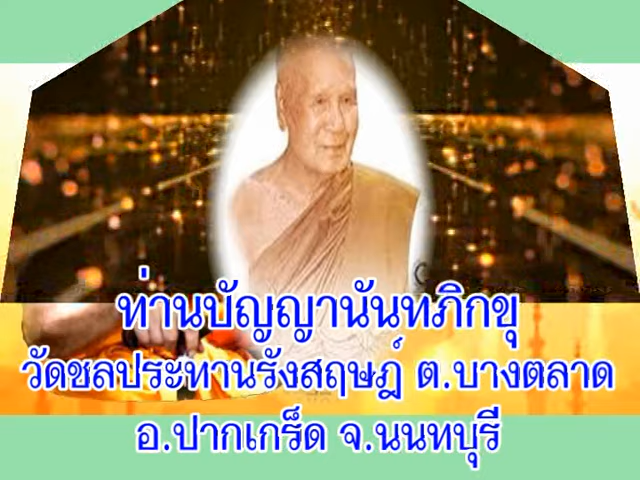 ท่านปัญญานันทภิกขุ
วัดชลประทานรังสฤษฎ์ ต.บางตลาด
อ.ปากเกร็ด จ.นนทบุรี